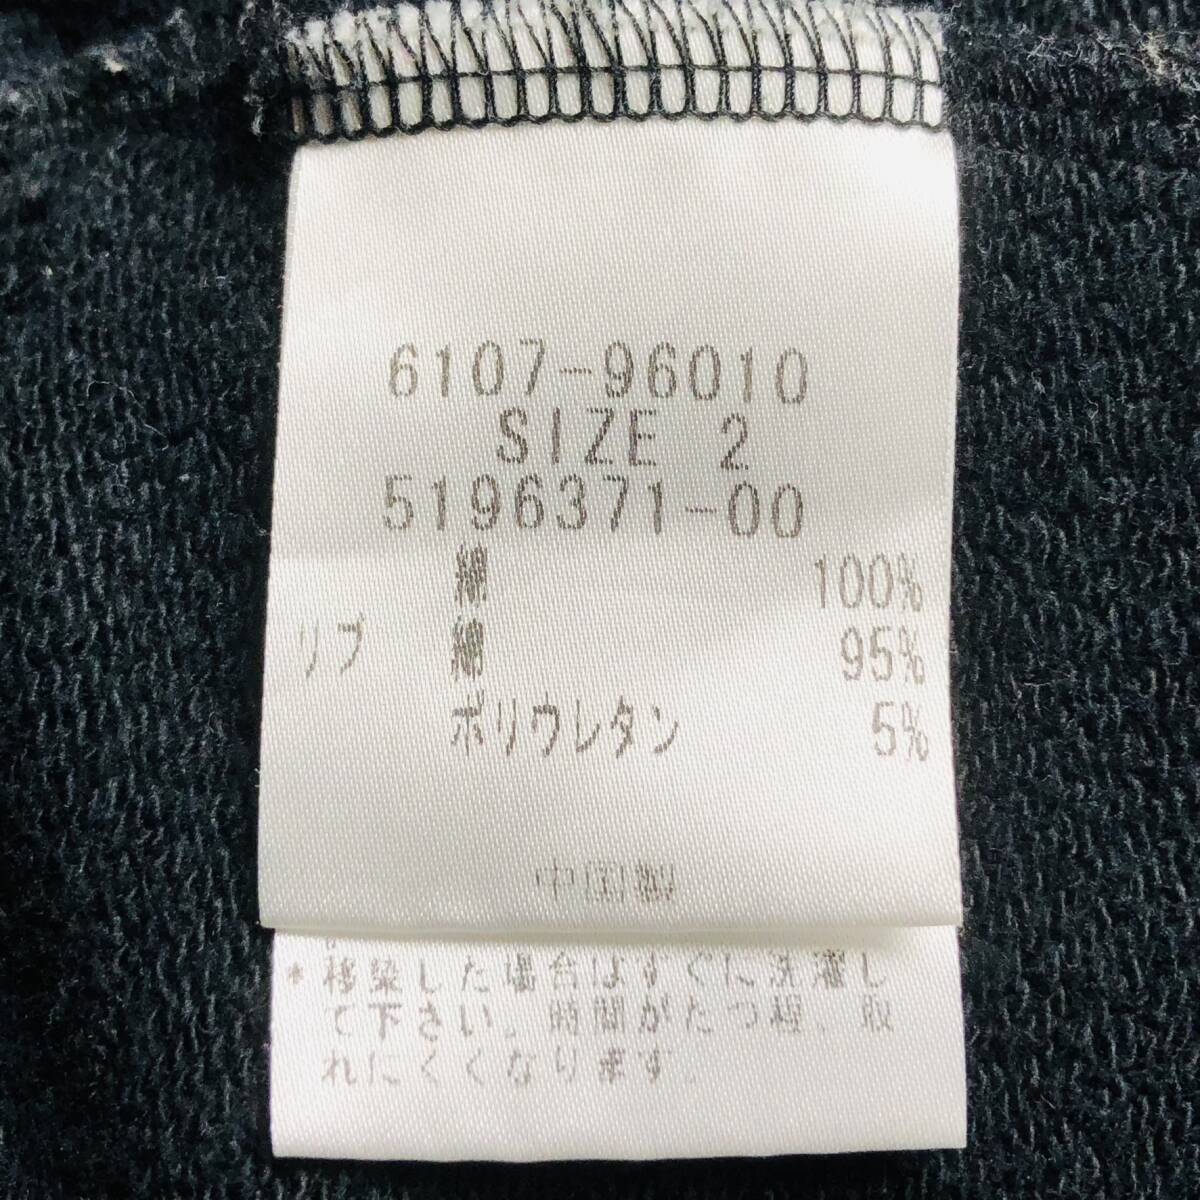 6107-96010
SIZE 2
5196371-00
綿 100%
リブ 綿 95%
ポリウレタン 5%
中国製
*移染した場合はすぐに洗濯し
て下さい。時間がたつ程、取
れにくくなります。